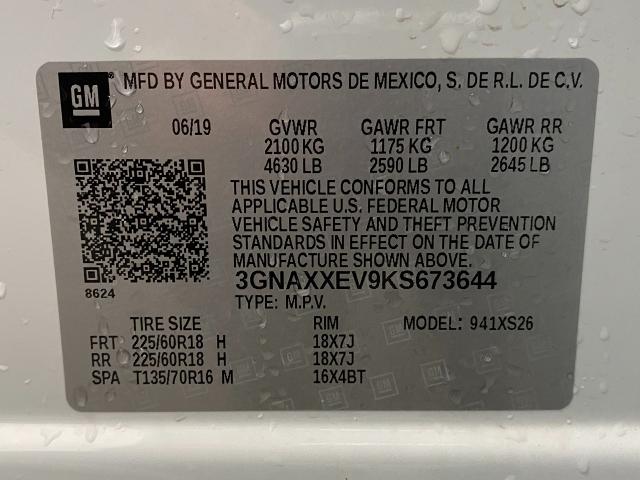 GM MFD BY GENERAL MOTORS DE MEXICO, S. DE R.L. DE C.V.
06/19 GVWR GAWR FRT GAWR RR
2100 KG 1175 KG 1200 KG
4630 LB 2590 LB 2645 LB
THIS VEHICLE CONFORMS TO ALL
APPLICABLE U.S. FEDERAL MOTOR
VEHICLE SAFETY AND THEFT PREVENTION
STANDARDS IN EFFECT ON THE DATE OF
MANUFACTURE SHOWN ABOVE.
3GNAXXEV9KS673644
8624
TYPE: M.P.V.
TIRE SIZE RIM MODEL: 941XS26
FRT: 225/60R18 H 18X7J
RR 225/60R18 H 18X7J
SPA T135/70R16 M 16X4BT